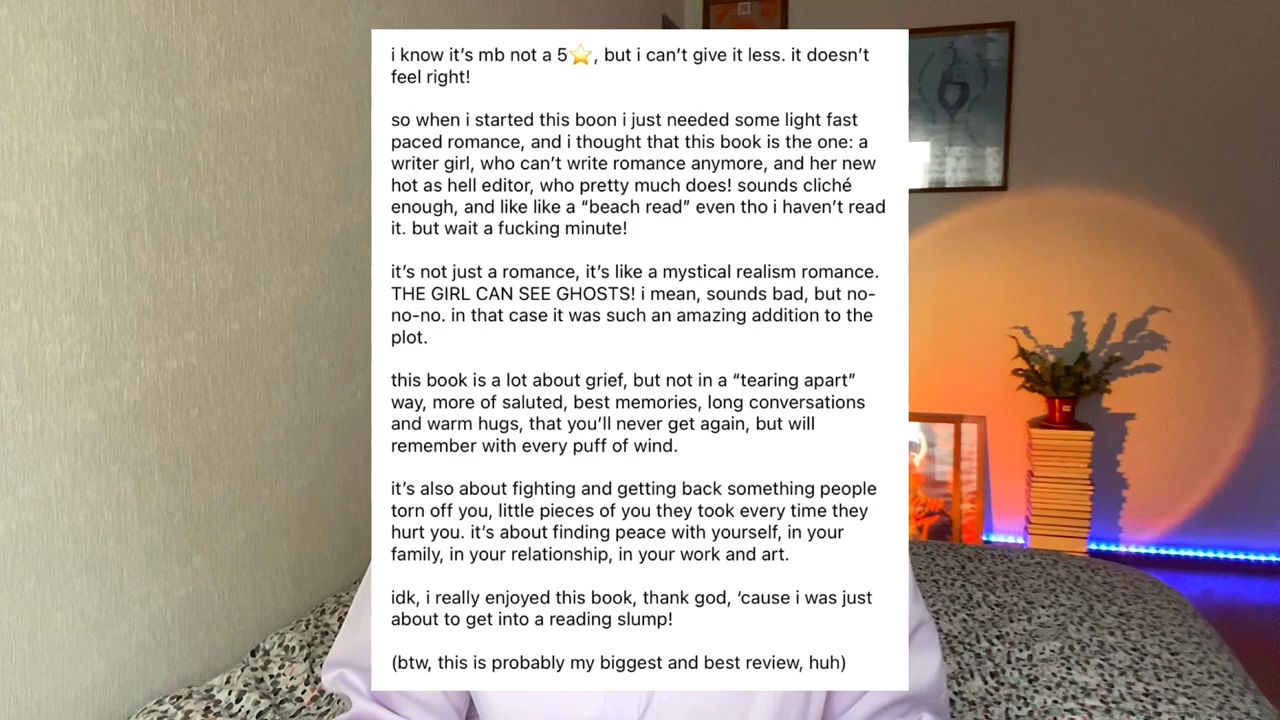 i know it’s mb not a 5⭐, but i can’t give it less. it doesn’t
feel right!
so when i started this boon i just needed some light fast
paced romance, and i thought that this book is the one: a
writer girl, who can’t write romance anymore, and her new
hot as hell editor, who pretty much does! sounds cliché
enough, and like like a “beach read” even tho i haven’t read
it. but wait a fucking minute!
it’s not just a romance, it’s like a mystical realism romance.
THE GIRL CAN SEE GHOSTS! i mean, sounds bad, but no-
no-no. in that case it was such an amazing addition to the
plot.
this book is a lot about grief, but not in a “tearing apart”
way, more of saluted, best memories, long conversations
and warm hugs, that you’ll never get again, but will
remember with every puff of wind.
it’s also about fighting and getting back something people
torn off you, little pieces of you they took every time they
hurt you. it’s about finding peace with yourself, in your
family, in your relationship, in your work and art.
idk, i really enjoyed this book, thank god, ‘cause i was just
about to get into a reading slump!
(btw, this is probably my biggest and best review, huh)